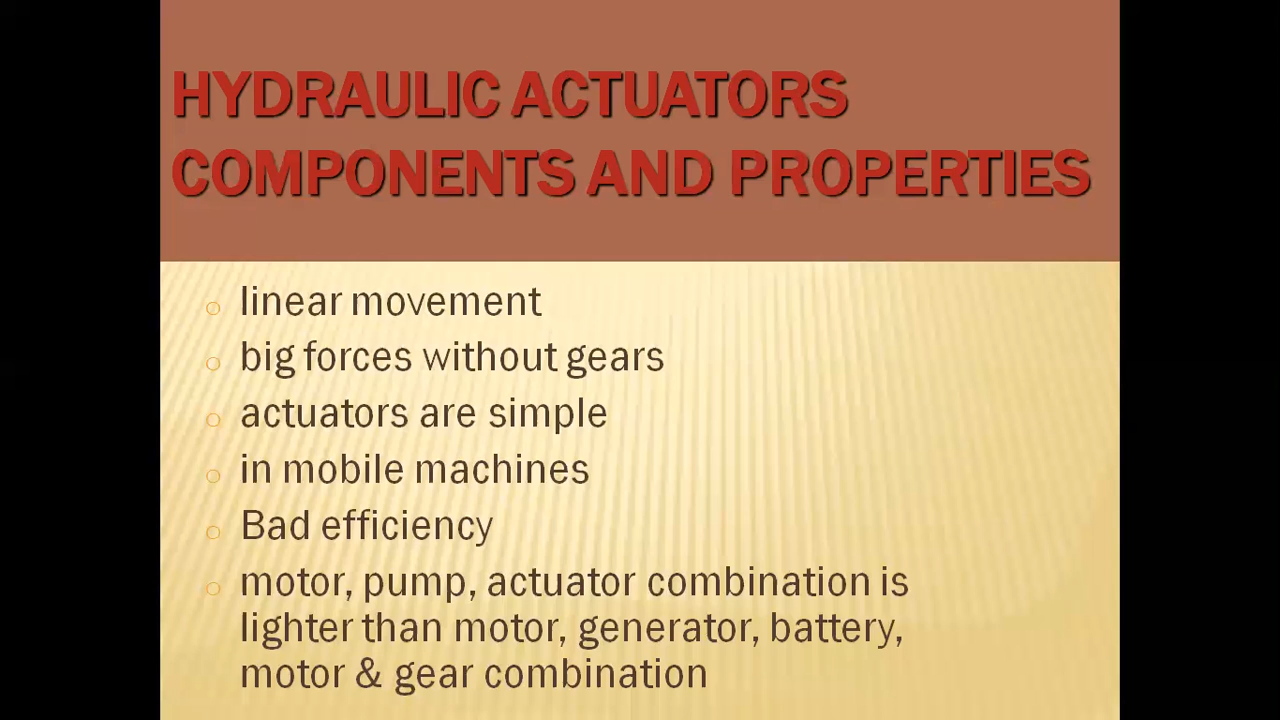 HYDRAULIC ACTUATORS
COMPONENTS AND PROPERTIES
linear movement
big forces without gears
actuators are simple
in mobile machines
Bad efficiency
motor, pump, actuator combination is
lighter than motor, generator, battery,
motor & gear combination